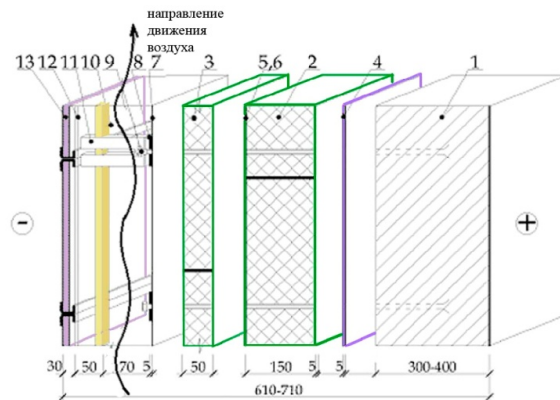 направление
движения
воздуха
13 12 11 10 9 8 7 3 5,6 2 4 1
- +
30 50 70 5 50 150 5 5 300-400
610-710